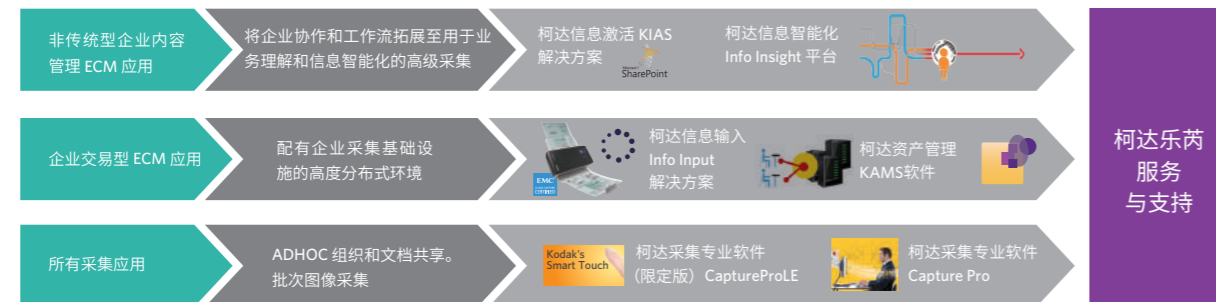 非传统型企业内容
管理 ECM 应用
将企业协作和工作流拓展至用于业
务理解和信息智能化的高级采集
柯达信息激活 KIAS
解决方案
SharePoint
柯达信息智能化
Info Insight 平台
企业交易型 ECM 应用
配有企业采集基础设
施的高度分布式环境
EMC
柯达信息输入
Info Input
解决方案
柯达资产管理
KAMS软件
所有采集应用
ADHOC 组织和文档共享。
批次图像采集
Kodak's
Smart Touch
柯达采集专业软件
(限定版) CaptureProLE
柯达采集专业软件
Capture Pro
柯达乐芮
服务
与支持